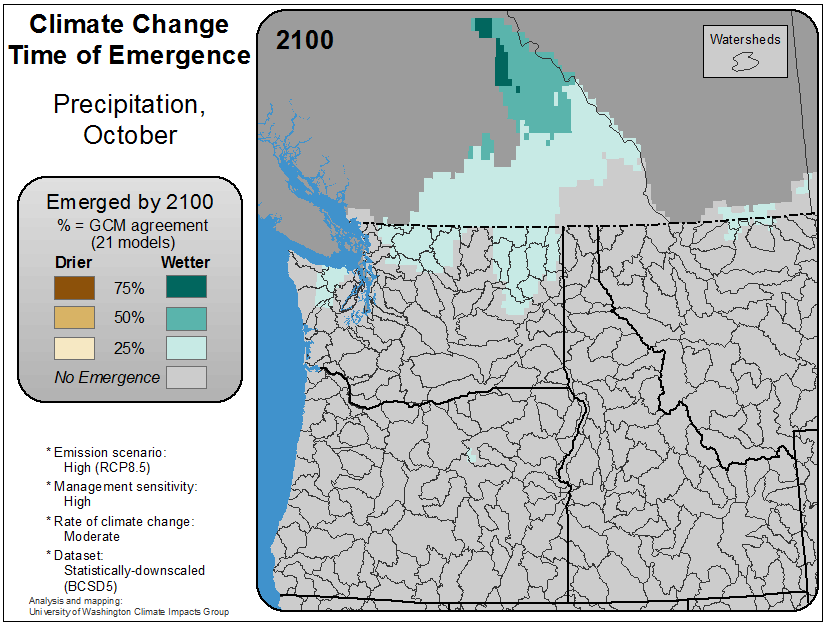 Climate Change
Time of Emergence
Precipitation,
October
Emerged by 2100
% = GCM agreement
(21 models)
Drier Wetter
75%
50%
25%
No Emergence
* Emission scenario:
High (RCP8.5)
* Management sensitivity:
High
* Rate of climate change:
Moderate
* Dataset:
Statistically-downscaled
(BCSD5)
Analysis and mapping:
University of Washington Climate Impacts Group
2100
Watersheds